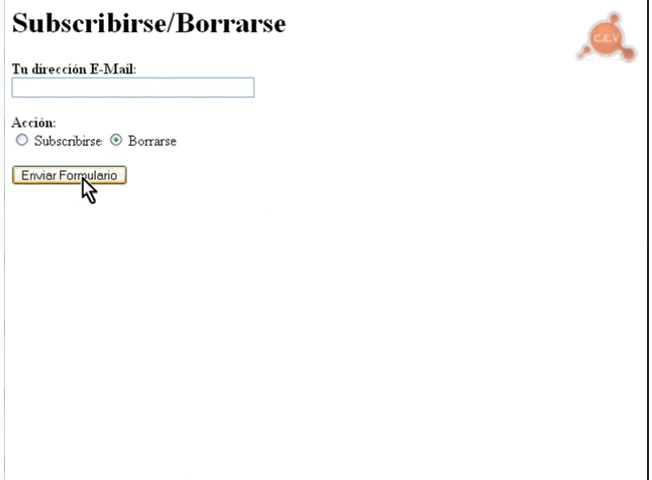 Subscribirse/Borrarse
C.E.V
Tu dirección E-Mail:
Acción:
Subscribirse Borrarse
Enviar Formulario